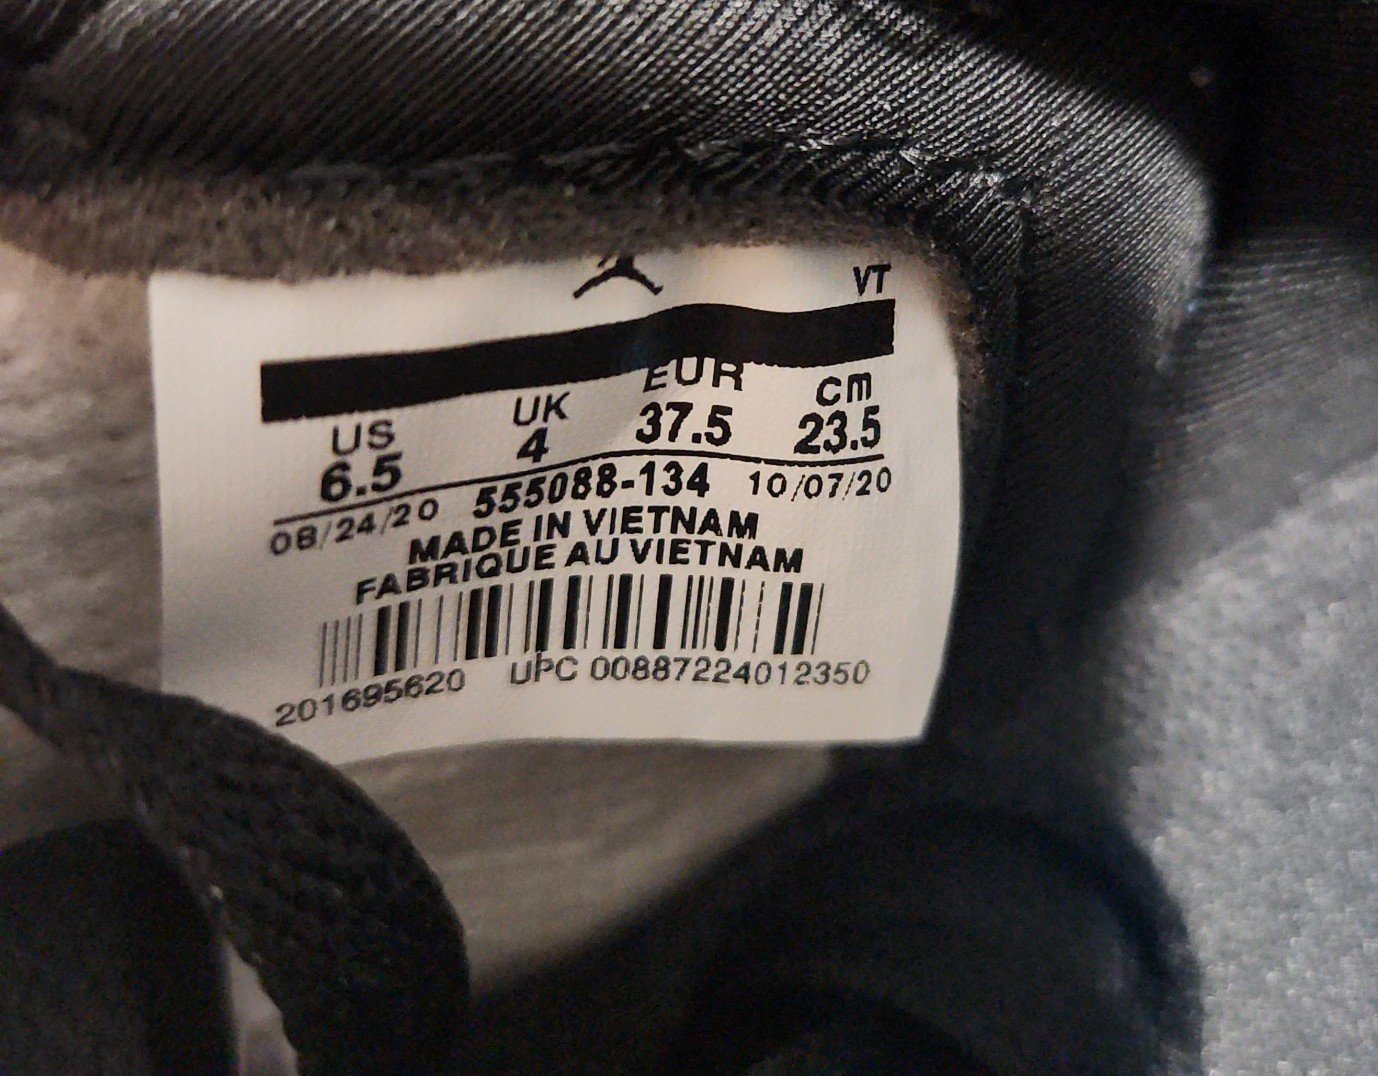 VT
US UK EUR cm
6.5 4 37.5 23.5
08/24/20 555088-134 10/07/20
MADE IN VIETNAM
FABRIQUE AU VIETNAM
201695620 UPC 00887224012350